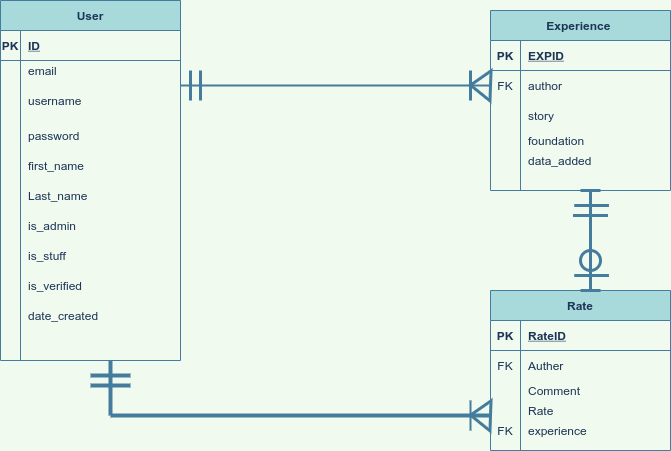 User
PK ID
email
username
password
first_name
Last_name
is_admin
is_stuff
is_verified
date_created
Experience
PK EXPID
FK author
story
foundation
data_added
Rate
PK RateID
FK Auther
Comment
Rate
FK experience